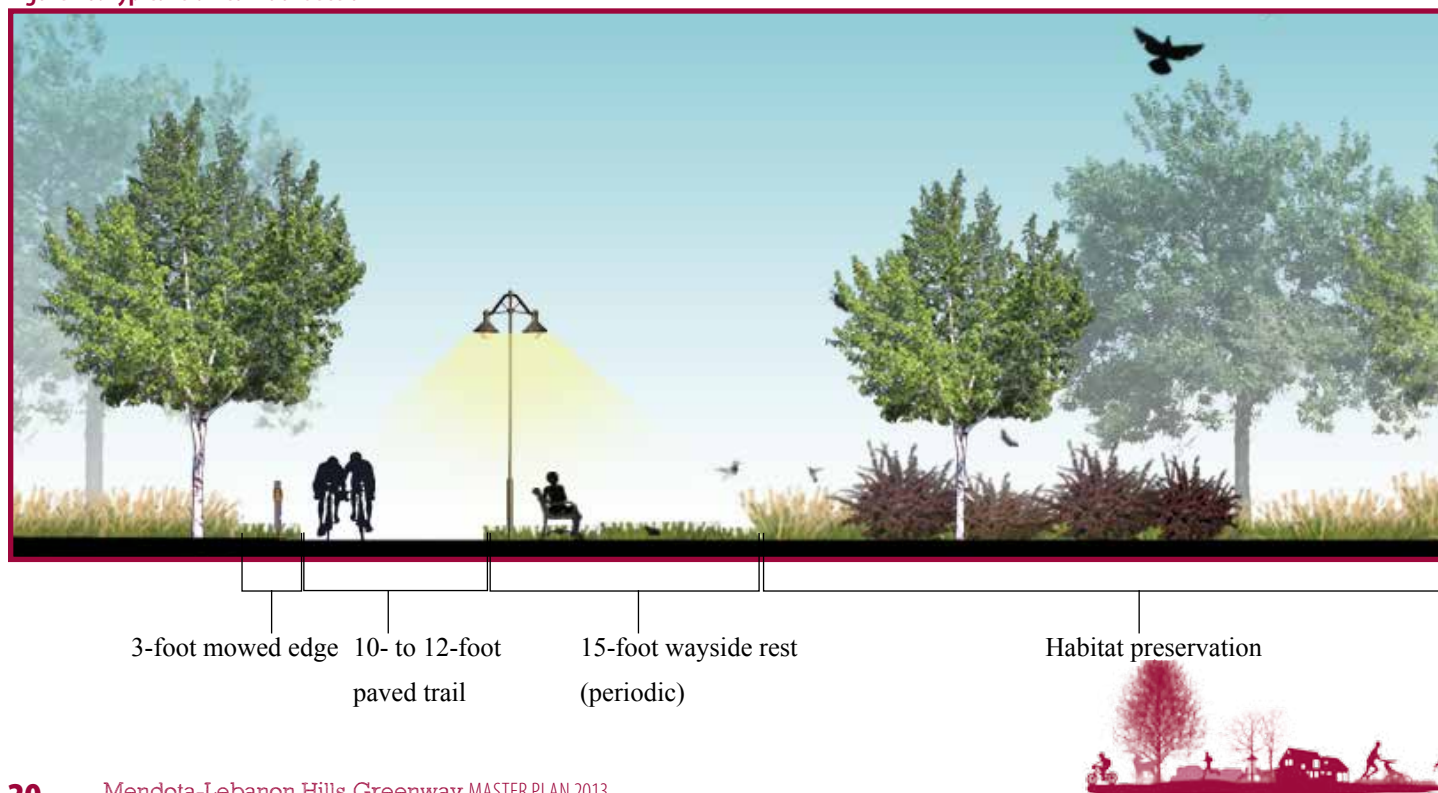 3-foot mowed edge
10- to 12-foot
paved trail
15-foot wayside rest
(periodic)
Habitat preservation
20 Mendota-Lebanon Hills Greenway MASTER PLAN 2013